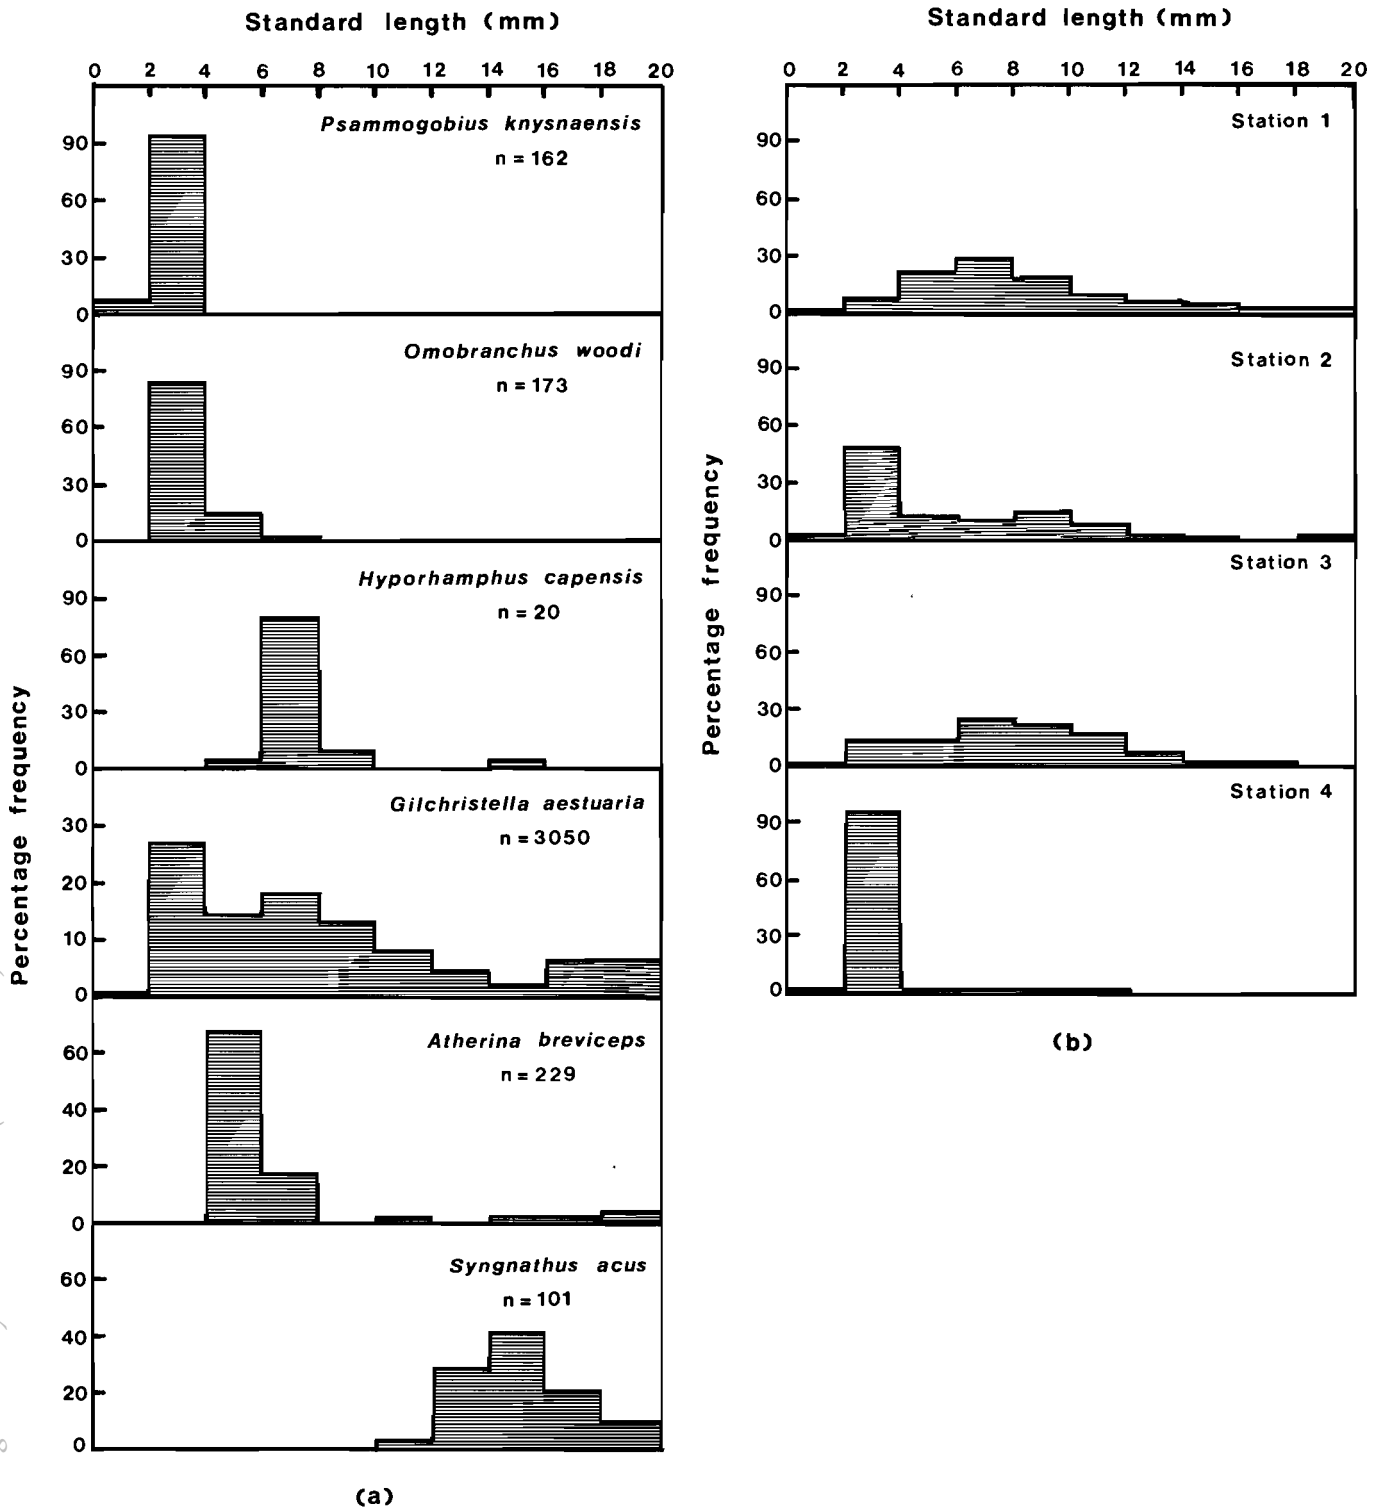 Standard length (mm)
0 2 4 6 8 10 12 14 16 18 20
Percentage frequency
Psammogobius knysnaensis
n = 162
90
60
30
0
Omobranchus woodi
n = 173
90
60
30
0
Hyporhamphus capensis
n = 20
90
60
30
0
Gilchristella aestuaria
n = 3050
30
20
10
0
Atherina breviceps
n = 229
60
40
20
0
Syngnathus acus
n = 101
60
40
20
0
(a)
Standard length (mm)
0 2 4 6 8 10 12 14 16 18 20
Percentage frequency
Station 1
90
60
30
0
Station 2
90
60
30
0
Station 3
90
60
30
0
Station 4
90
60
30
0
(b)